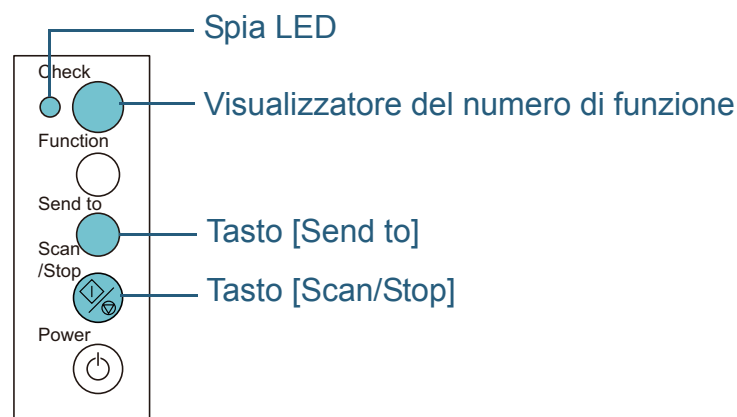 Spia LED
Check
Visualizzatore del numero di funzione
Function
Send to
Tasto [Send to]
Scan
/Stop
Tasto [Scan/Stop]
Power